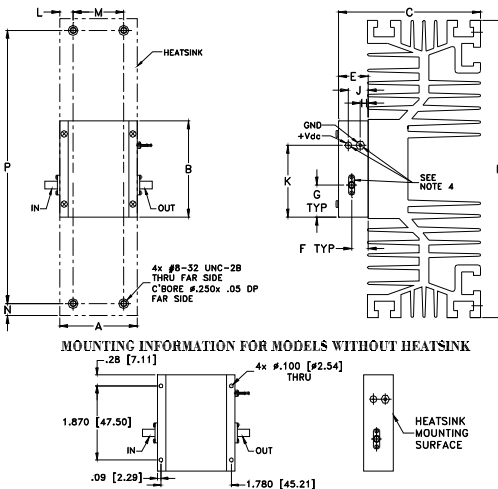 L
M
C
HEATSINK
E
J
H
GND
+Vdc
P
B
K
SEE
NOTE 4
G
TYP
IN
OUT
F TYP
4x #8-32 UNC-2B
THRU FAR SIDE
C'BORE ø.250x .05 DP
FAR SIDE
N
A
MOUNTING INFORMATION FOR MODELS WITHOUT HEATSINK
.28 [7.11]
4x ø.100 [ø2.54]
THRU
1.870 [47.50]
IN
OUT
HEATSINK
MOUNTING
SURFACE
.09 [2.29]
1.780 [45.21]